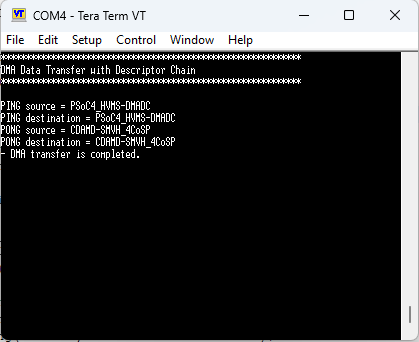 VT
COM4 - Tera Term VT
File Edit Setup Control Window Help
************************************************************
DMA Data Transfer with Descriptor Chain
************************************************************
PING source = PSoC4_HVMS-DMADC
PING destination = PSoC4_HVMS-DMADC
PONG source = CDAMD-SMVH_4CoSP
PONG destination = CDAMD-SMVH_4CoSP
- DMA transfer is completed.